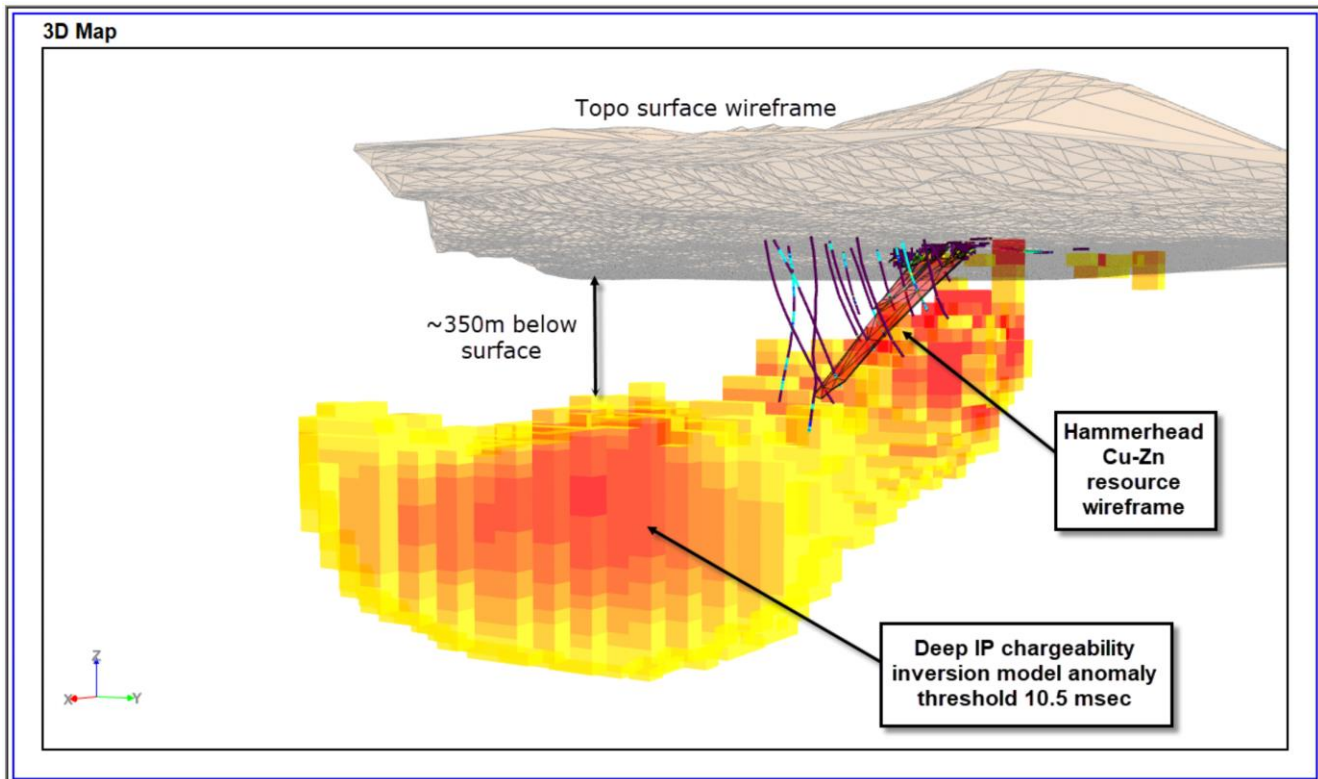 3D Map
Topo surface wireframe
~350m below
surface
Hammerhead
Cu-Zn
resource
wireframe
Deep IP chargeability
inversion model anomaly
threshold 10.5 msec
Z
X
Y